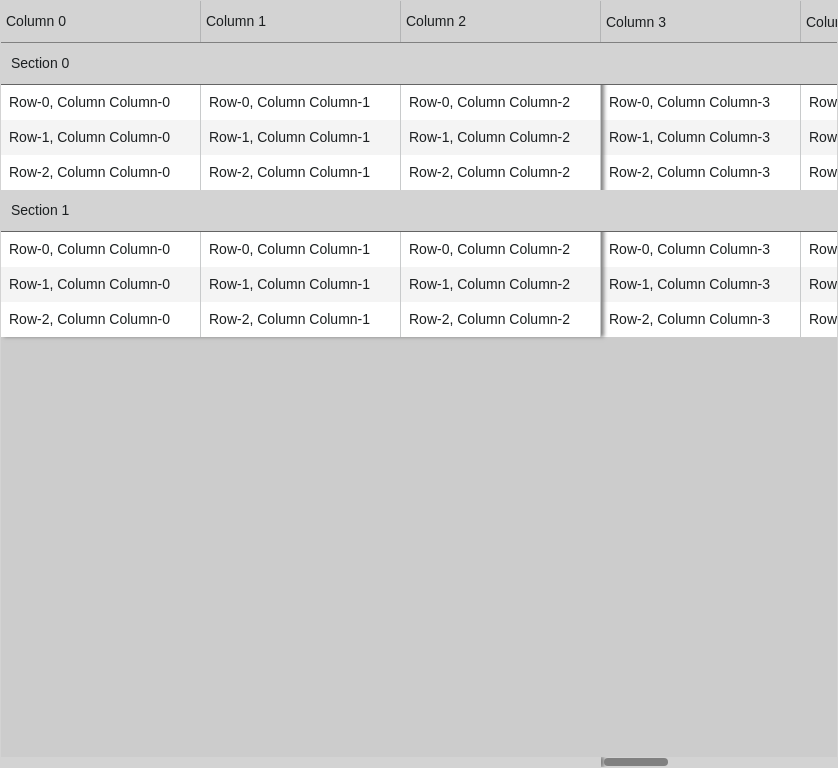 Column 0 Column 1 Column 2 Column 3
Section 0
Row-0, Column Column-0 Row-0, Column Column-1 Row-0, Column Column-2 Row-0, Column Column-3 Row
Row-1, Column Column-0 Row-1, Column Column-1 Row-1, Column Column-2 Row-1, Column Column-3 Row
Row-2, Column Column-0 Row-2, Column Column-1 Row-2, Column Column-2 Row-2, Column Column-3 Row
Section 1
Row-0, Column Column-0 Row-0, Column Column-1 Row-0, Column Column-2 Row-0, Column Column-3 Row
Row-1, Column Column-0 Row-1, Column Column-1 Row-1, Column Column-2 Row-1, Column Column-3 Row
Row-2, Column Column-0 Row-2, Column Column-1 Row-2, Column Column-2 Row-2, Column Column-3 Row